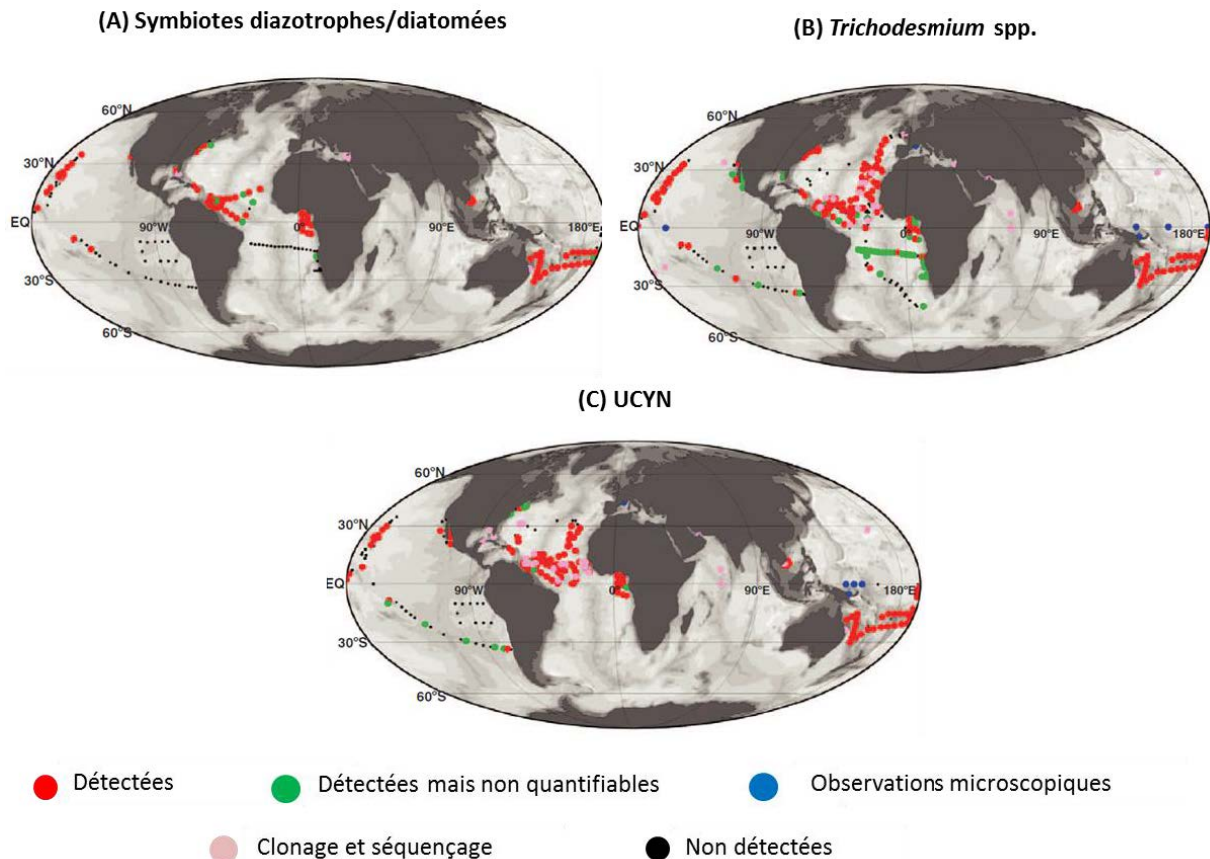 (A) Symbiotes diazotrophes/diatomées
(B) Trichodesmium spp.
60°N
30°N
EQ
90°W
0°
90°E
180°E
30°S
60°S
60°N
30°N
EQ
90°W
0°
90°E
180°E
30°S
60°S
(C) UCYN
60°N
30°N
EQ
90°W
0°
90°E
180°E
30°S
60°S
Détectées
Détectées mais non quantifiables
Observations microscopiques
Clonage et séquençage
Non détectées